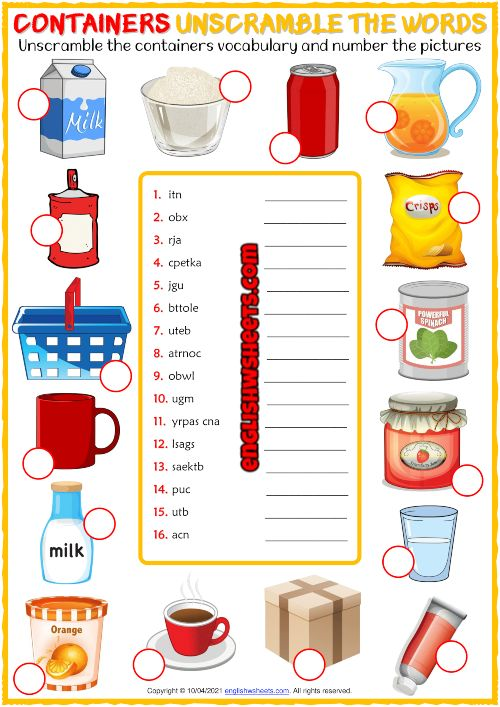 CONTAINERS UNSCRAMBLE THE WORDS
Unscramble the containers vocabulary and number the pictures
Milk
Crisps
1. itn
2. obx
3. rja
4. cpetka
5. jgu
6. bttole
7. uteb
8. atrnoc
9. obwl
10. ugm
11. yrpas cna
12. lsags
13. saektb
14. puc
15. utb
16. acn
englishwsheets.com
POWERFUL
SPINACH
milk
Orange
Copyright © 10/04/2021 englishwsheets.com. All rights reserved.